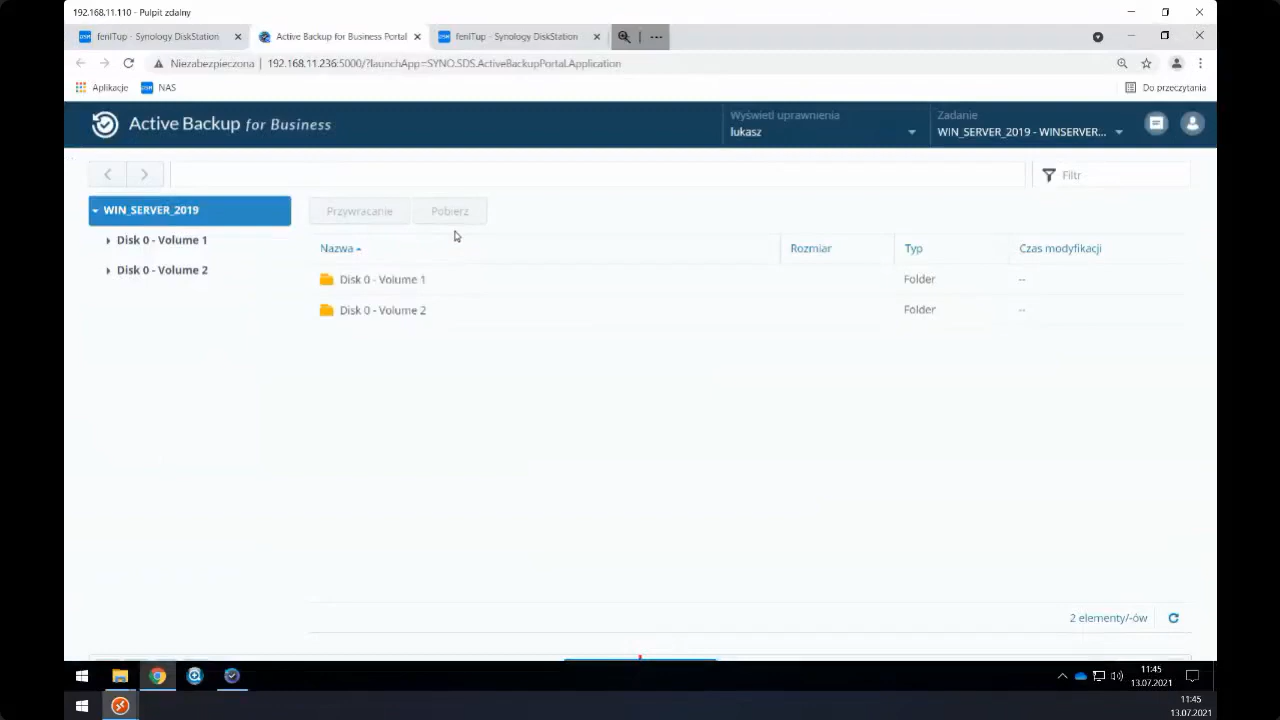 192.168.11.110 - Pulpit zdalny
fenITup - Synology DiskStation
Active Backup for Business Portal
fenITup - Synology DiskStation
Niezabezpieczona | 192.168.11.236:5000/?launchApp=SYNO.SDS.ActiveBackupPortal.Application
Aplikacje
NAS
Do przeczytania
Active Backup for Business
Wyświetl uprawnienia
lukasz
Zadanie
WIN_SERVER_2019 - WINSERVER...
Filtr
WIN_SERVER_2019
Disk 0 - Volume 1
Disk 0 - Volume 2
Przywracanie
Pobierz
Nazwa
Rozmiar
Typ
Czas modyfikacji
Disk 0 - Volume 1
Folder
--
Disk 0 - Volume 2
Folder
--
2 elementy/-ów
11:45
13.07.2021
11:45
13.07.2021